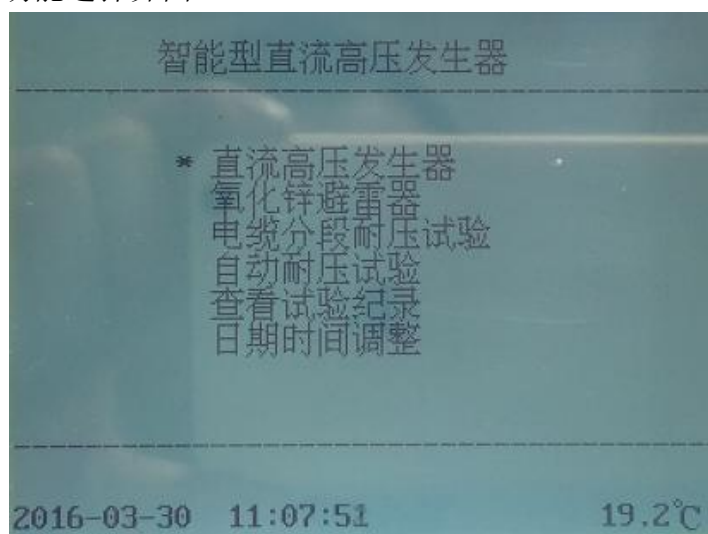 智能型直流高压发生器
* 直流高压发生器
氧化锌避雷器
电缆分段耐压试验
自动耐压试验
查看试验纪录
日期时间调整
2016-03-30 11:07:51 19.2℃